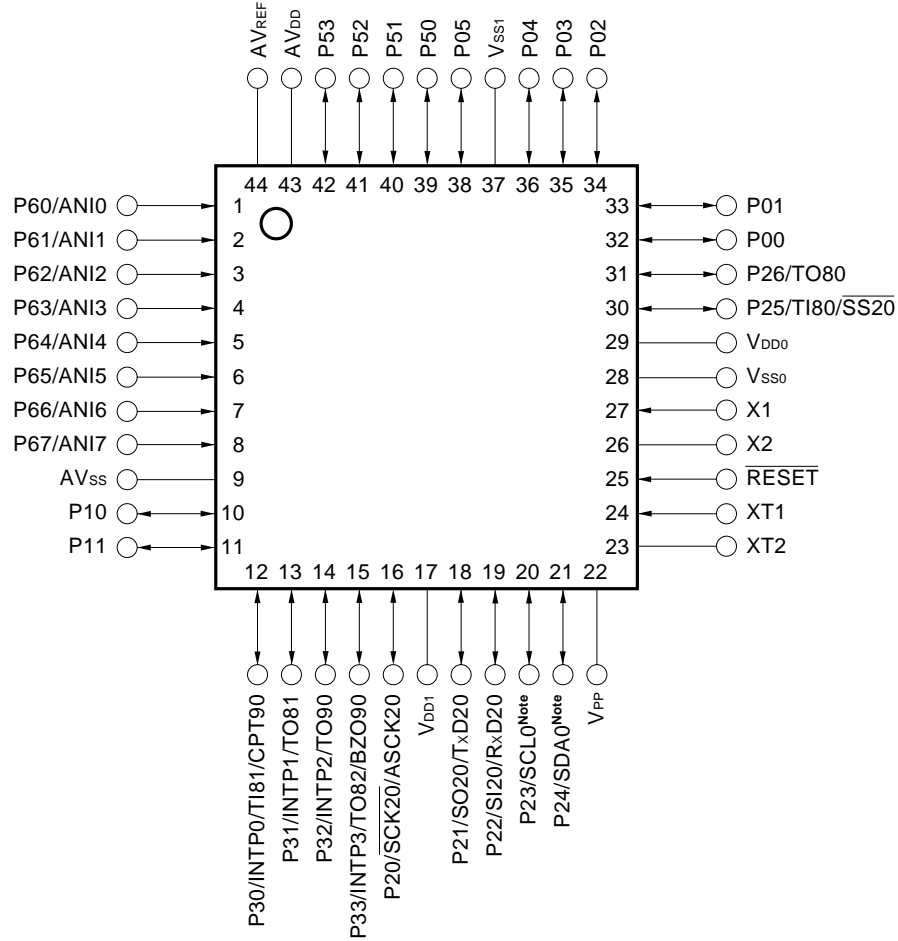 AVREF
AVDD
P53
P52
P51
P50
P05
VSS1
P04
P03
P02
44 43 42 41 40 39 38 37 36 35 34
P60/ANI0 1
P61/ANI1 2
P62/ANI2 3
P63/ANI3 4
P64/ANI4 5
P65/ANI5 6
P66/ANI6 7
P67/ANI7 8
AVSS 9
P10 10
P11 11
33 P01
32 P00
31 P26/TO80
30 P25/TI80/SS20
29 VDD0
28 VSS0
27 X1
26 X2
25 RESET
24 XT1
23 XT2
12 13 14 15 16 17 18 19 20 21 22
P30/INTP0/TI81/CPT90
P31/INTP1/TO81
P32/INTP2/TO90
P33/INTP3/TO82/BZO90
P20/SCK20/ASCK20
VDD1
P21/SO20/TxD20
P22/SI20/RxD20
P23/SCL0Note
P24/SDA0Note
VPP